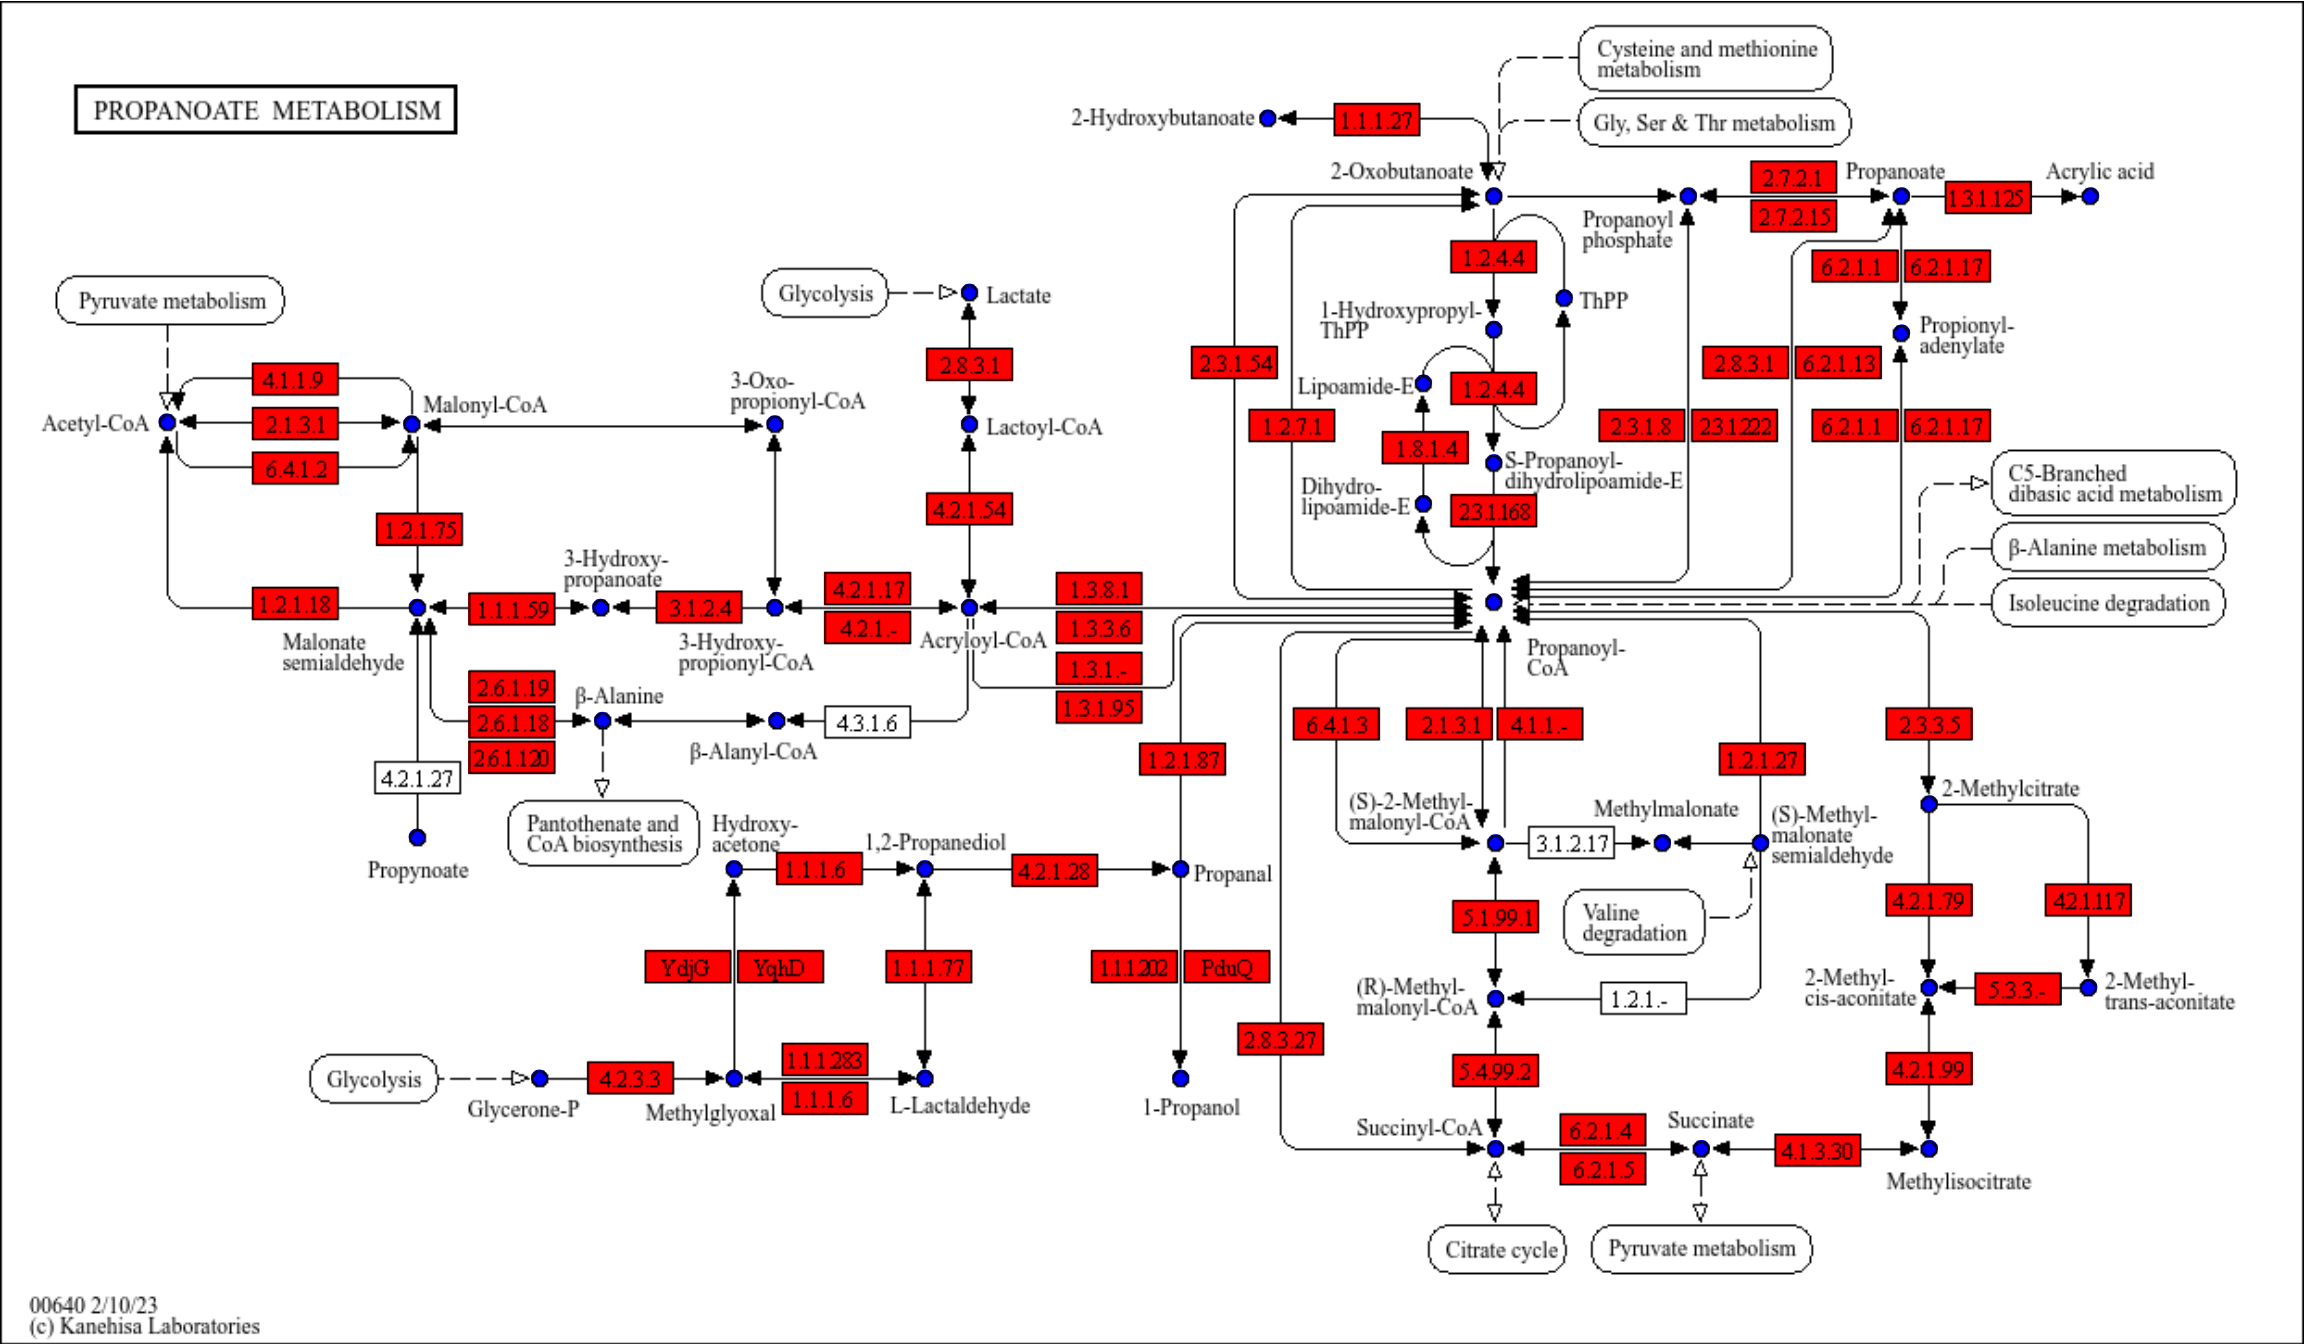 PROPANOATE METABOLISM
Cysteine and methionine
metabolism
Gly, Ser & Thr metabolism
2-Hydroxybutanoate
1.1.1.27
2-Oxobutanoate
Propanoyl
phosphate
2.7.2.1
2.7.2.15
Propanoate
1.3.1.125
Acrylic acid
1.2.4.4
6.2.1.1
6.2.1.17
ThPP
1-Hydroxypropyl-
ThPP
Propionyl-
adenylate
2.3.1.54
Lipoamide-E
1.2.4.4
2.8.3.1
6.2.1.13
1.2.7.1
1.8.1.4
2.3.1.8
2.3.1.222
6.2.1.1
6.2.1.17
S-Propanoyl-
dihydrolipoamide-E
Dihydro-
lipoamide-E
2.3.1.168
C5-Branched
dibasic acid metabolism
β-Alanine metabolism
Isoleucine degradation
Propanoyl-
CoA
Pyruvate metabolism
Glycolysis
Lactate
2.8.3.1
Lactoyl-CoA
4.2.1.54
Acetyl-CoA
4.1.1.9
2.1.3.1
6.4.1.2
Malonyl-CoA
3-Oxo-
propionyl-CoA
1.2.1.75
1.2.1.18
Malonate
semialdehyde
1.1.1.59
3-Hydroxy-
propanoate
3.1.2.4
3-Hydroxy-
propionyl-CoA
4.2.1.17
4.2.1.-
Acryloyl-CoA
1.3.8.1
1.3.3.6
1.3.1.-
1.3.1.95
2.6.1.19
2.6.1.18
2.6.1.120
β-Alanine
β-Alanyl-CoA
4.3.1.6
4.2.1.27
Propynoate
Pantothenate and
CoA biosynthesis
Hydroxy-
acetone
1.1.1.6
1,2-Propanediol
4.2.1.28
Propanal
1.2.1.87
YdjG
YqhD
1.1.1.77
1.1.1.202
PduQ
Glycolysis
Glycerone-P
4.2.3.3
Methylglyoxal
1.1.1.283
1.1.1.6
L-Lactaldehyde
1-Propanol
6.4.1.3
2.1.3.1
4.1.1.-
1.2.1.27
2.3.3.5
(S)-2-Methyl-
malonyl-CoA
3.1.2.17
Methylmalonate
(S)-Methyl-
malonate
semialdehyde
2-Methylcitrate
5.1.99.1
Valine
degradation
4.2.1.79
4.2.1.117
(R)-Methyl-
malonyl-CoA
1.2.1.-
2-Methyl-
cis-aconitate
5.3.3.-
2-Methyl-
trans-aconitate
2.8.3.27
5.4.99.2
4.2.1.99
Succinyl-CoA
6.2.1.4
6.2.1.5
Succinate
4.1.3.30
Methylisocitrate
Citrate cycle
Pyruvate metabolism
00640 2/10/23
(c) Kanehisa Laboratories